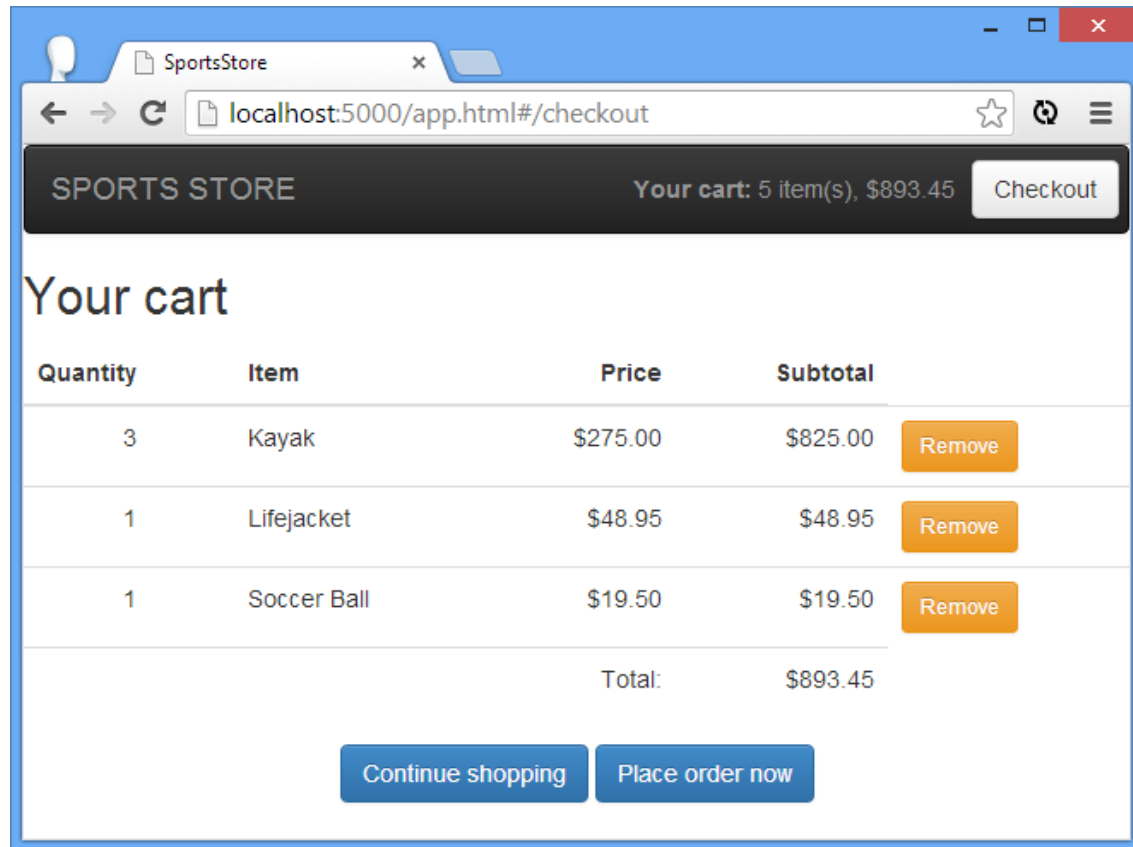 SportsStore
localhost:5000/app.html#/checkout
SPORTS STORE Your cart: 5 item(s), $893.45 Checkout
Your cart
Quantity Item Price Subtotal
3 Kayak $275.00 $825.00 Remove
1 Lifejacket $48.95 $48.95 Remove
1 Soccer Ball $19.50 $19.50 Remove
Total: $893.45
Continue shopping Place order now